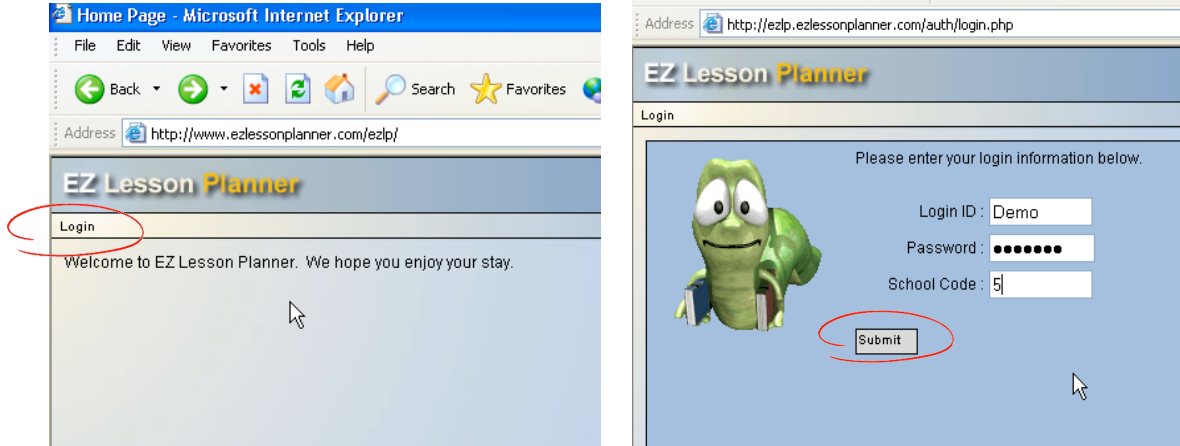 Home Page - Microsoft Internet Explorer
File Edit View Favorites Tools Help
Back Search Favorites
Address http://www.ezlessonplanner.com/ezlp/
EZ Lesson Planner
Login
Welcome to EZ Lesson Planner. We hope you enjoy your stay.
Address http://ezlp.ezlessonplanner.com/auth/login.php
EZ Lesson Planner
Login
Please enter your login information below.
Login ID : Demo
Password : ●●●●●●●
School Code : 5
Submit